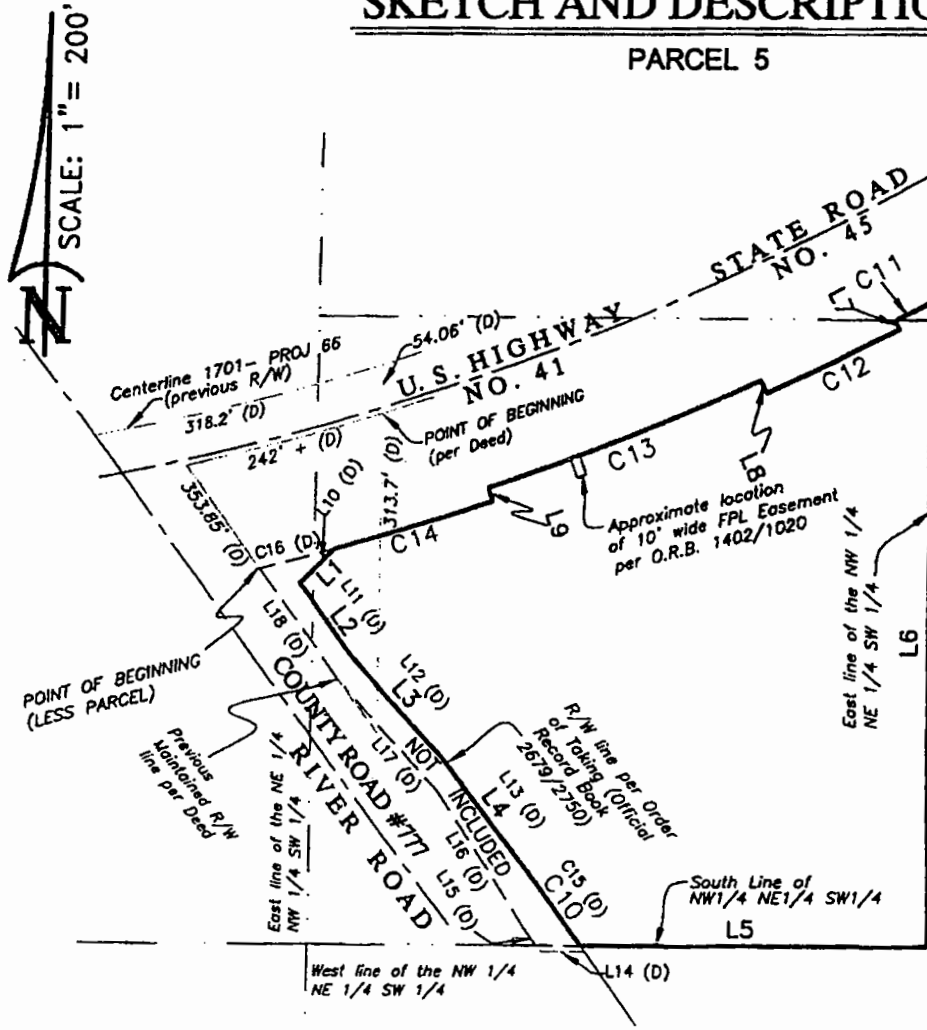 SKETCH AND DESCRIPTIO
PARCEL 5
SCALE: 1"= 200'
N
STATE ROAD
NO. 45
U.S. HIGHWAY
NO. 41
C11
L7
C12
54.06' (D)
Centerline 1701- PROJ 66
(previous R/W)
318.2' (D)
242' + (D)
POINT OF BEGINNING
(per Deed)
L10 (D)
313.7' (D)
353.85' (D)
C13
L8
C14
L9
C16 (D)
Approximate location
of 10' wide FPL Easement
per O.R.B. 1402/1020
L1
L11 (D)
L2
L18 (D)
East line of the NW 1/4
NE 1/4 SW 1/4
L6
POINT OF BEGINNING
(LESS PARCEL)
L12 (D)
L3
COUNTY ROAD #777
RIVER ROAD
Previous
Maintained R/W
line per Deed
L17 (D)
NOT
INCLUDED
R/W line per Order
of Taking (Official
Record Book
2679/2750)
L13 (D)
L4
L16 (D)
L15 (D)
East line of the NE 1/4
NW 1/4 SW 1/4
C15 (D)
C10
South Line of
NW1/4 NE1/4 SW1/4
L5
West line of the NW 1/4
NE 1/4 SW 1/4
L14 (D)